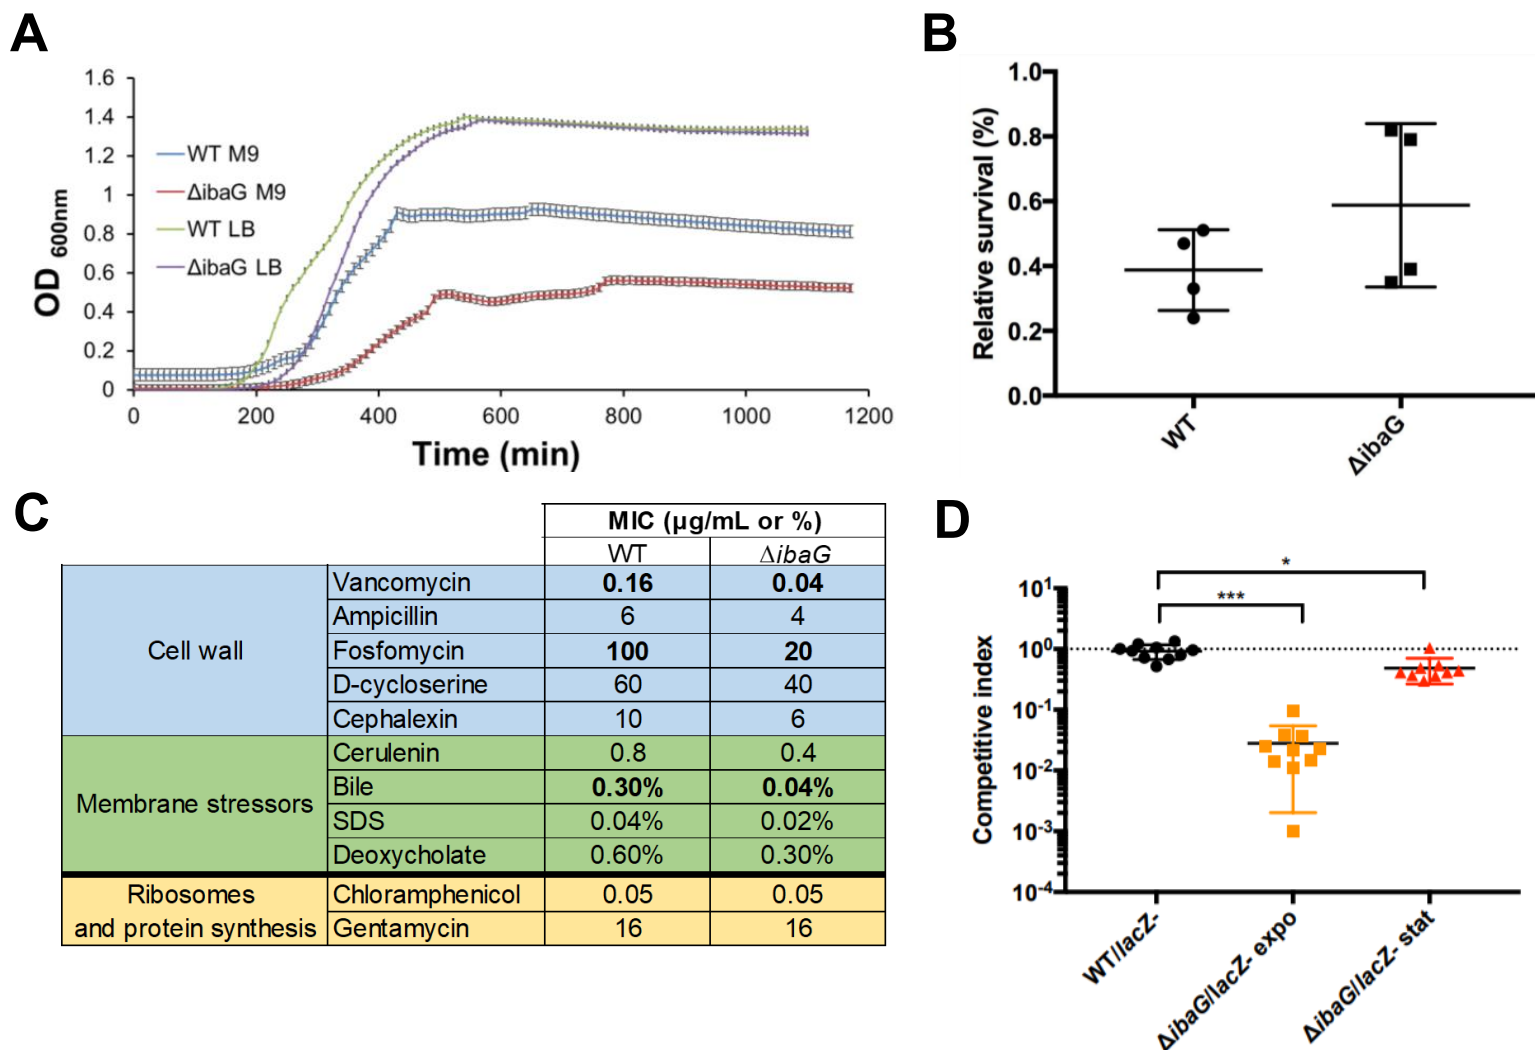 A
1.6
1.4
1.2
1
0.8
0.6
0.4
0.2
0
OD 600nm
WT M9
ΔibaG M9
WT LB
ΔibaG LB
0 200 400 600 800 1000 1200
Time (min)
B
1.0
0.8
0.6
0.4
0.2
0.0
Relative survival (%)
WT
ΔibaG
C
MIC (µg/mL or %)
WT ΔibaG
Cell wall
Vancomycin 0.16 0.04
Ampicillin 6 4
Fosfomycin 100 20
D-cycloserine 60 40
Cephalexin 10 6
Membrane stressors
Cerulenin 0.8 0.4
Bile 0.30% 0.04%
SDS 0.04% 0.02%
Deoxycholate 0.60% 0.30%
Ribosomes
and protein synthesis
Chloramphenicol 0.05 0.05
Gentamycin 16 16
D
*
***
10¹
10⁰
10⁻¹
10⁻²
10⁻³
10⁻⁴
Competitive index
WT/lacZ-
ΔibaG/lacZ- expo
ΔibaG/lacZ- stat